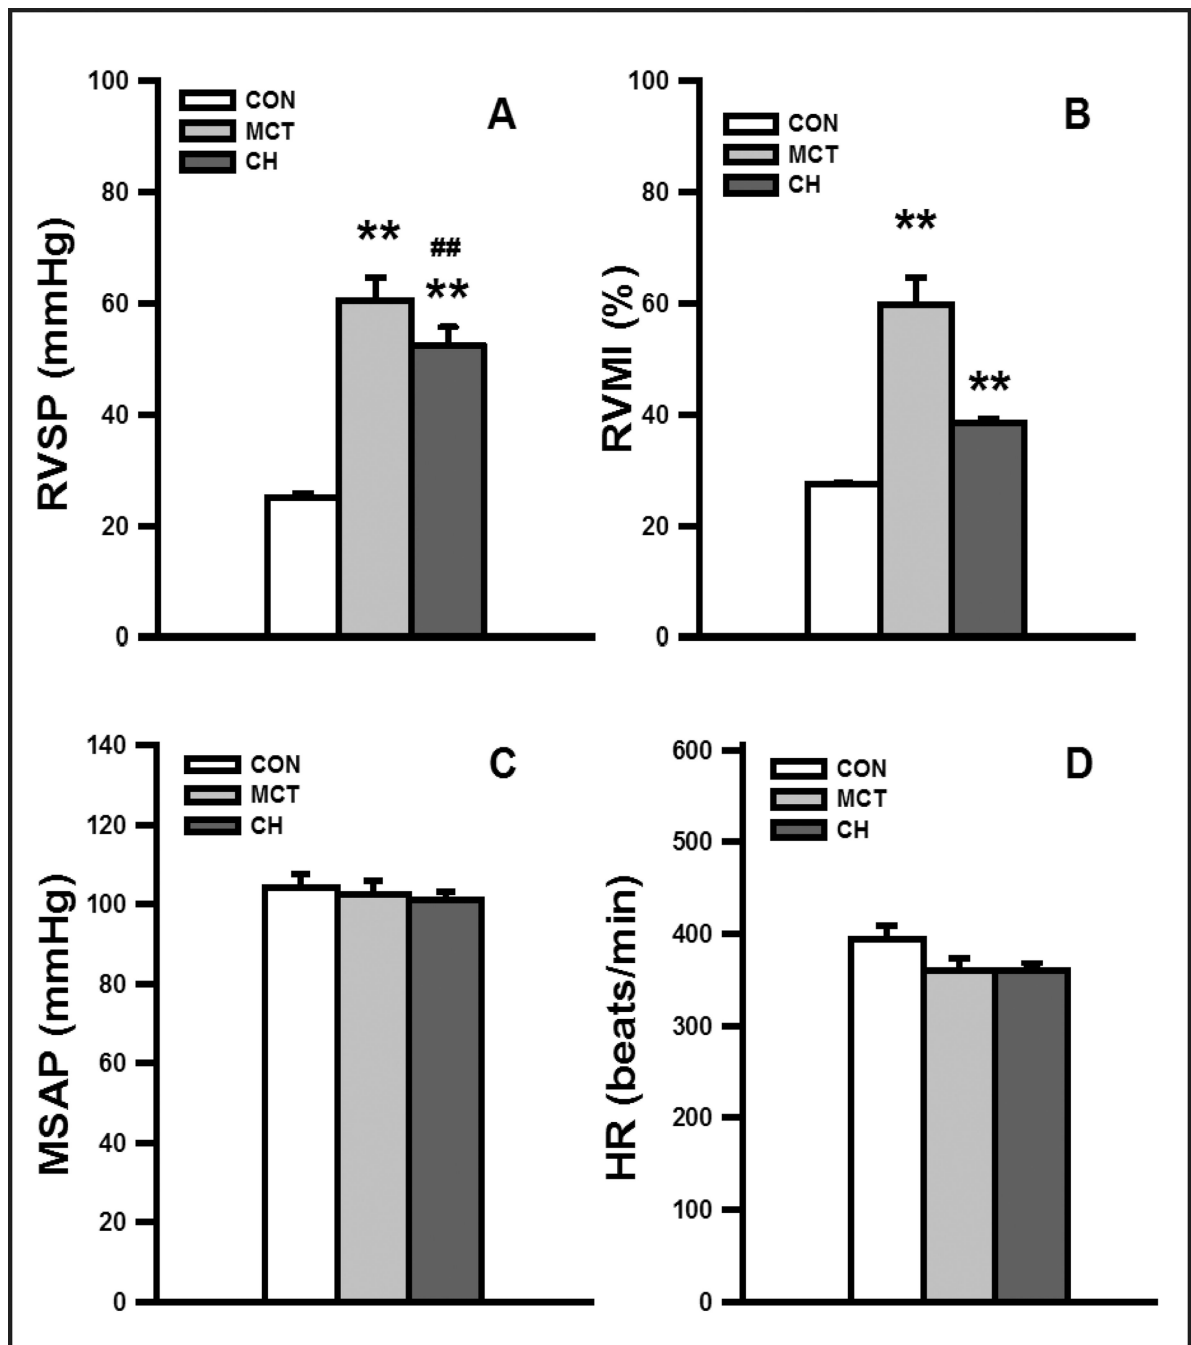 A
CON
MCT
CH
RVSP (mmHg)
100
80
60
40
20
0
**
##
**
B
CON
MCT
CH
RVMI (%)
100
80
60
40
20
0
**
**
C
CON
MCT
CH
MSAP (mmHg)
140
120
100
80
60
40
20
0
D
CON
MCT
CH
HR (beats/min)
600
500
400
300
200
100
0